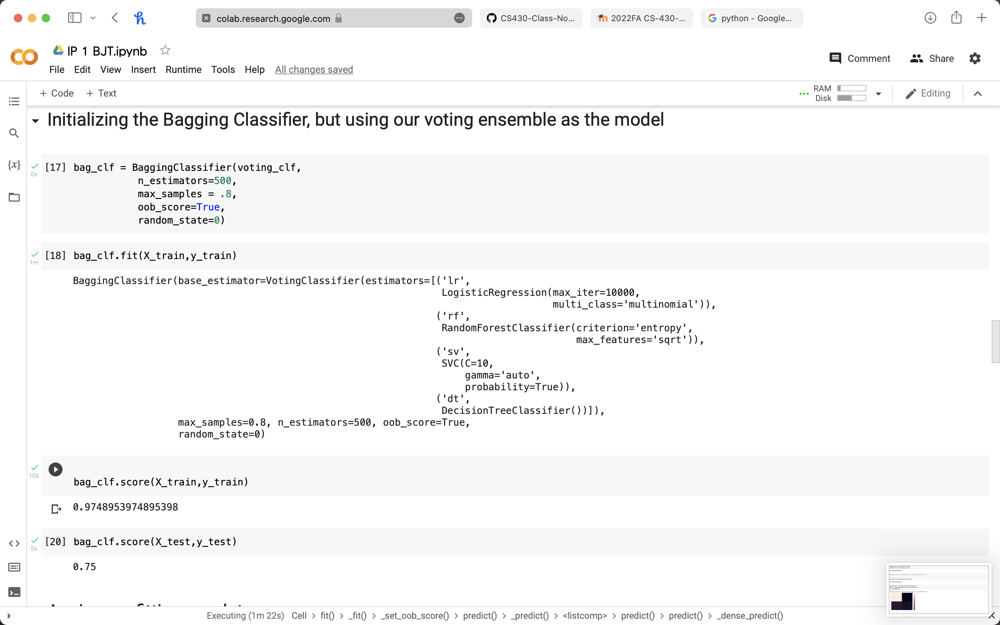 colab.research.google.com
CS430-Class-No...
2022FA CS-430-...
python - Google...
IP 1 BJT.ipynb
Comment
Share
File Edit View Insert Runtime Tools Help All changes saved
+ Code + Text
RAM
Disk
Editing
Initializing the Bagging Classifier, but using our voting ensemble as the model
{x}
0s
[17] bag_clf = BaggingClassifier(voting_clf,
n_estimators=500,
max_samples = .8,
oob_score=True,
random_state=0)
1m
[18] bag_clf.fit(X_train,y_train)
BaggingClassifier(base_estimator=VotingClassifier(estimators=[('lr',
LogisticRegression(max_iter=10000,
multi_class='multinomial')),
('rf',
RandomForestClassifier(criterion='entropy',
max_features='sqrt')),
('sv',
SVC(C=10,
gamma='auto',
probability=True)),
('dt',
DecisionTreeClassifier())]),
max_samples=0.8, n_estimators=500, oob_score=True,
random_state=0)
10s
bag_clf.score(X_train,y_train)
0.9748953974895398
5s
[20] bag_clf.score(X_test,y_test)
0.75
Executing (1m 22s) Cell > fit() > _fit() > _set_oob_score() > predict() > _predict() > <listcomp> > predict() > predict() > _dense_predict()